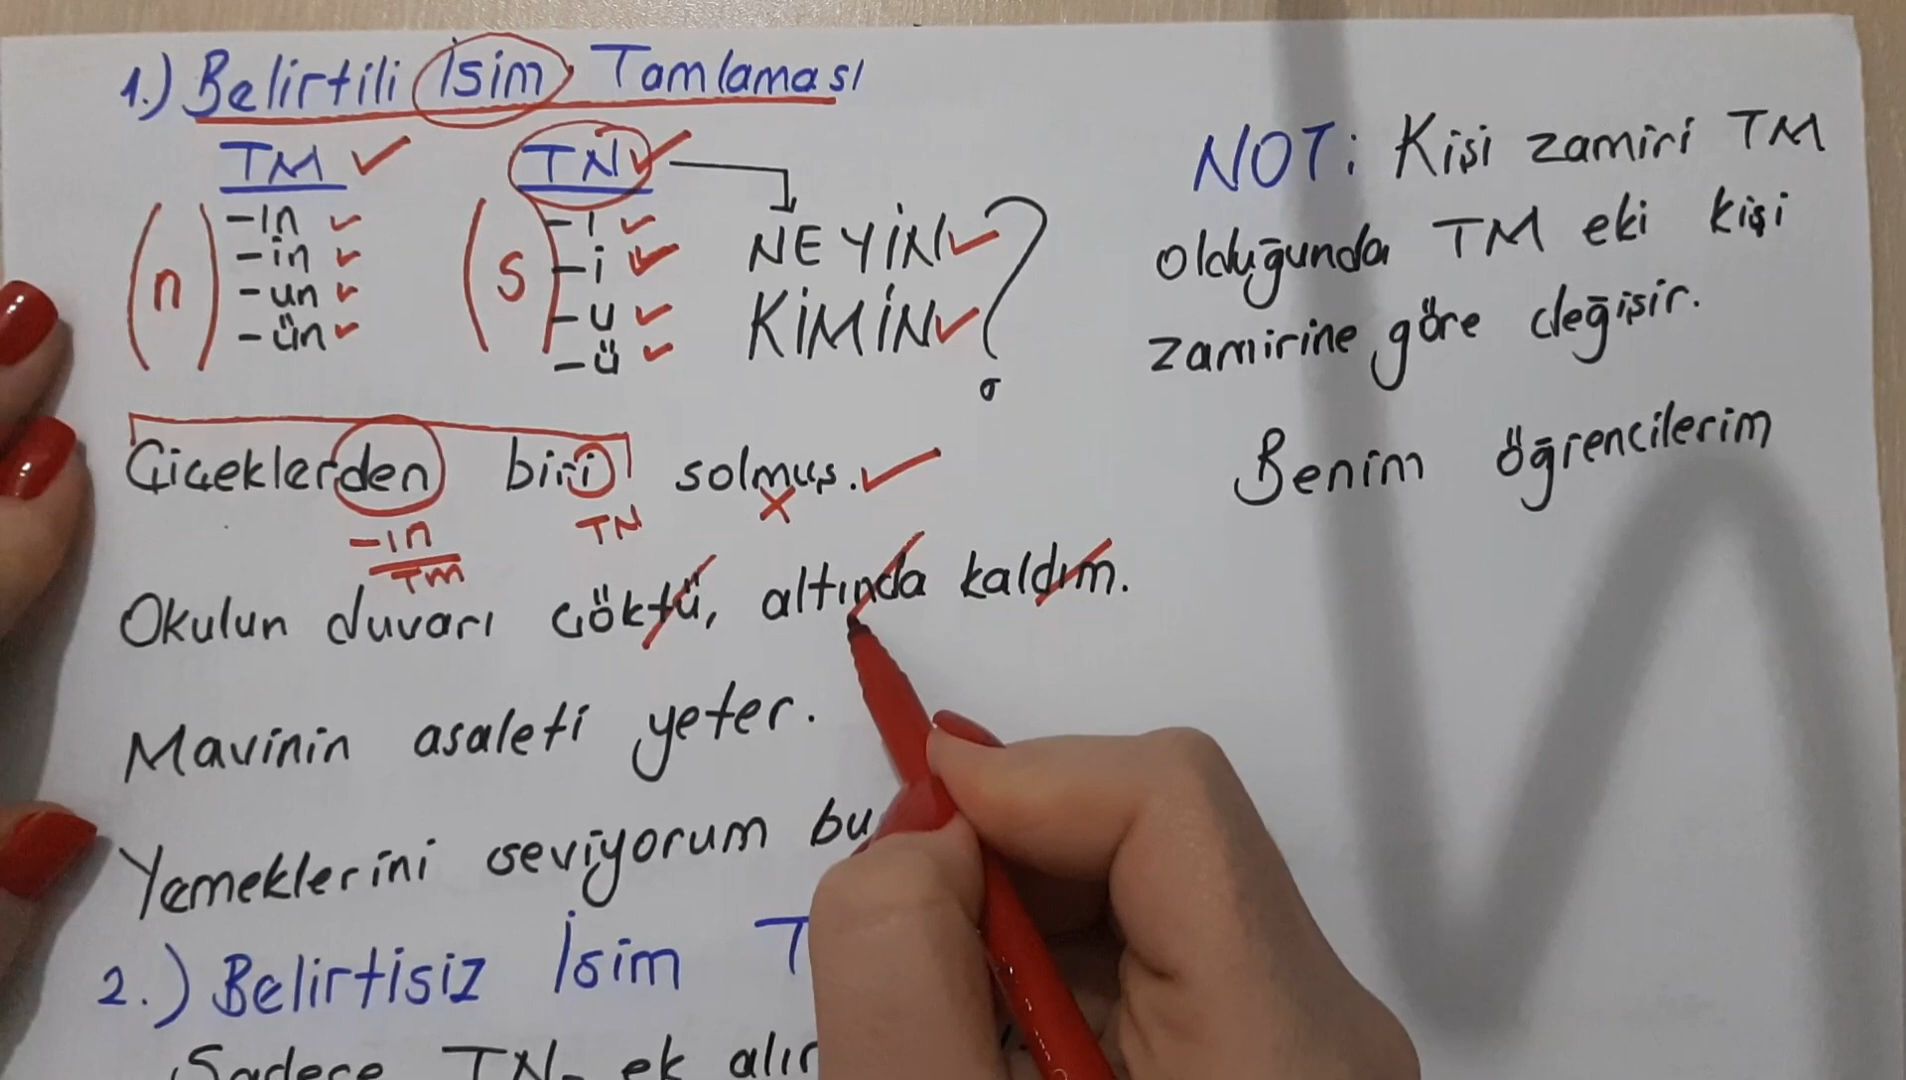 1.) Belirtili İsim Tamlaması
TM TN
(n) -ın
-in
-un
-ün
(s) -ı
-i
-u
-ü
NEYİN
KİMİN ?
Çiçeklerden biri solmuş.
-ın
TM
TN
Okulun duvarı çöktü, altında kaldım.
Mavinin asaleti yeter.
Yemeklerini seviyorum bu
2.) Belirtisiz İsim T
Sadece TN ek alır
NOT: Kişi zamiri TM
olduğunda TM eki kişi
zamirine göre değişir.
Benim öğrencilerim